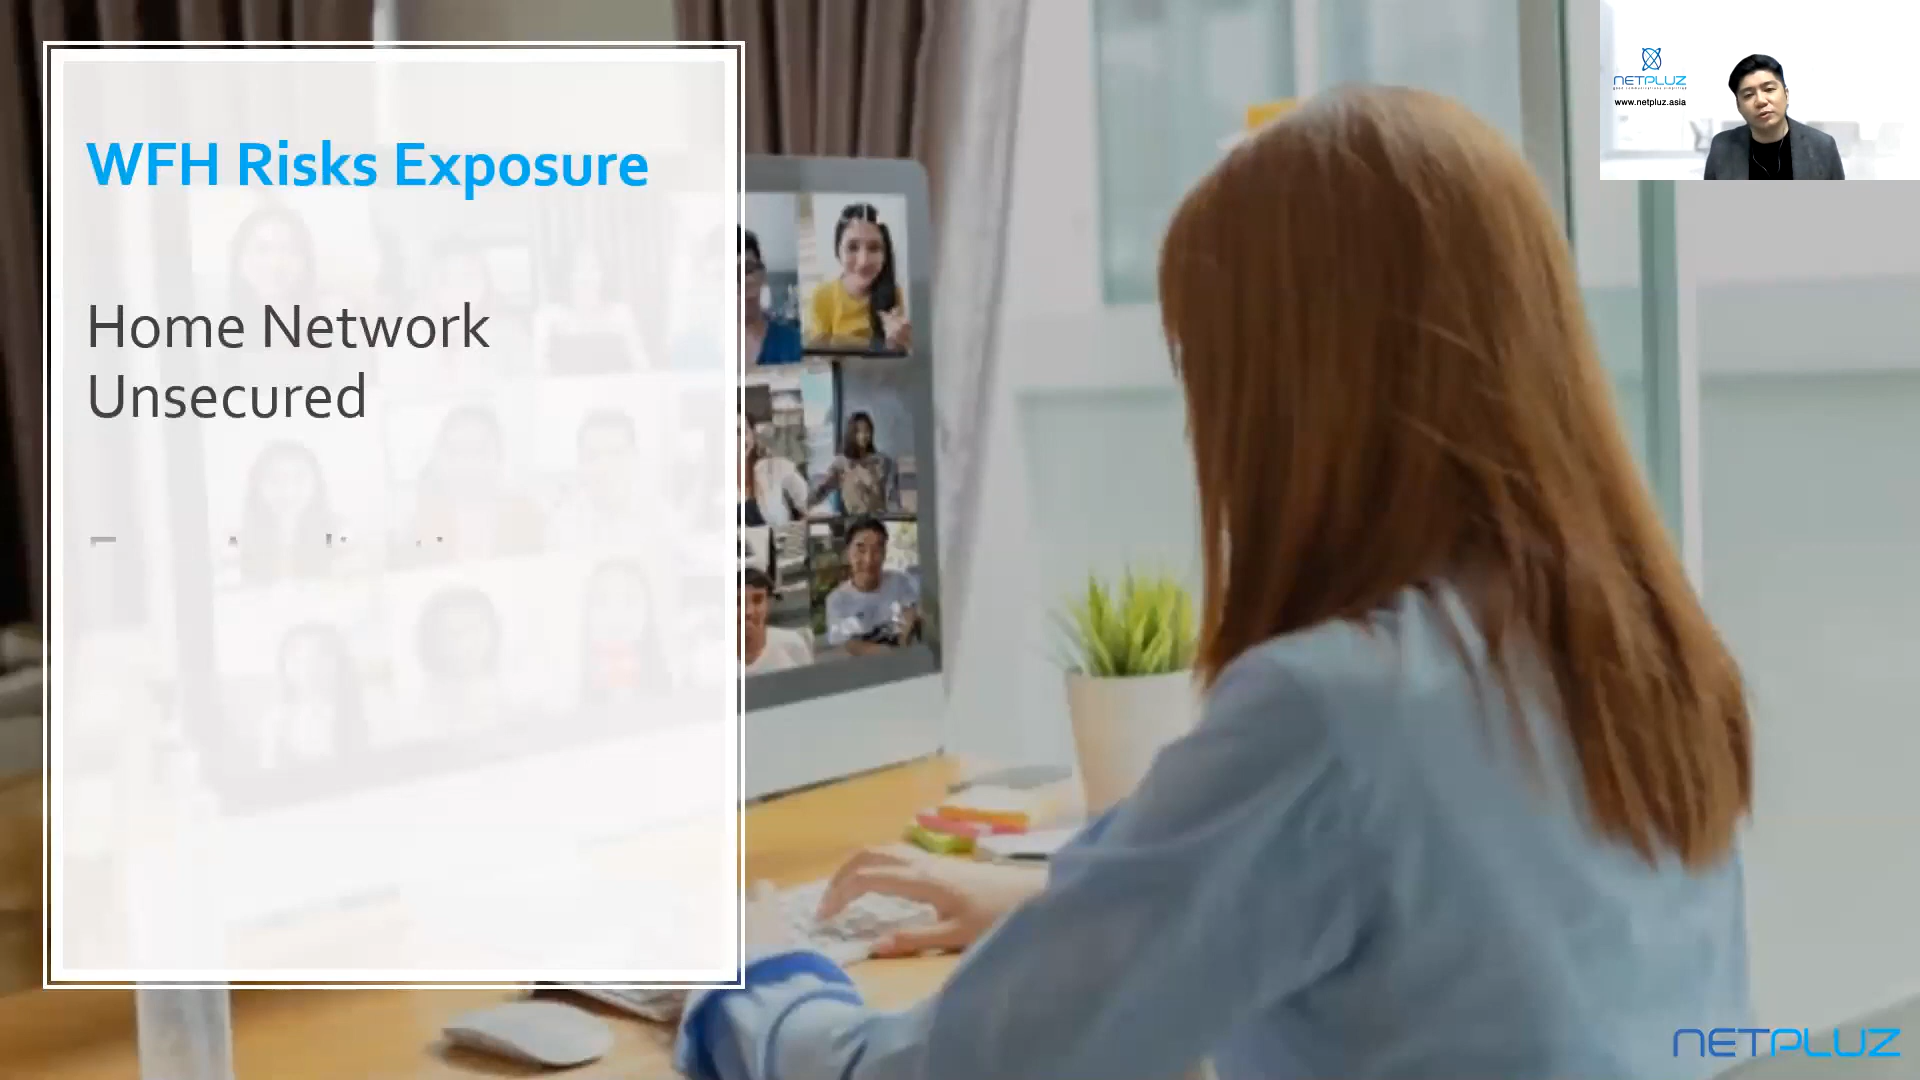 WFH Risks Exposure
Home Network
Unsecured
NETPLUZ
www.netpluz.asia
NETPLUZ